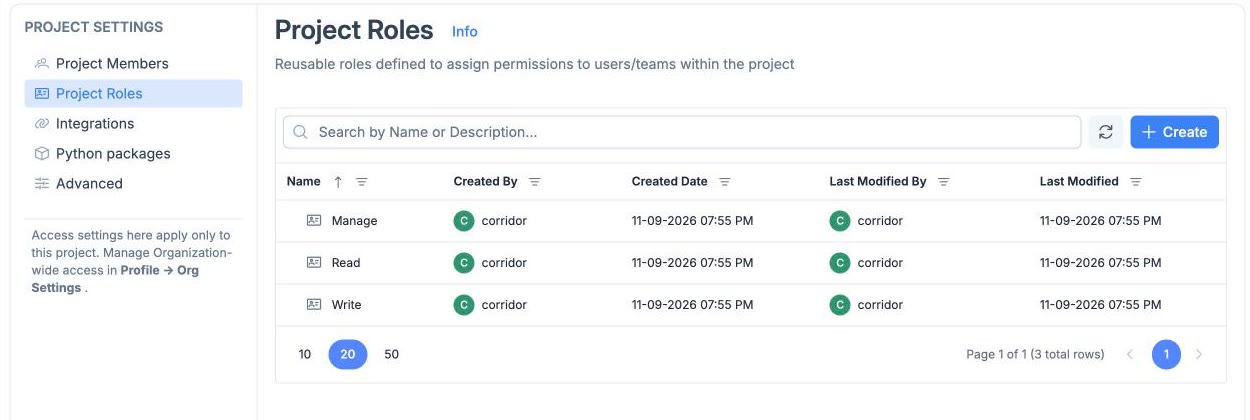 PROJECT SETTINGS
Project Members
Project Roles
Integrations
Python packages
Advanced
Access settings here apply only to
this project. Manage Organization-
wide access in Profile → Org
Settings .
Project Roles Info
Reusable roles defined to assign permissions to users/teams within the project
Search by Name or Description...
+ Create
Name ↑ Created By Created Date Last Modified By Last Modified
Manage C corridor 11-09-2026 07:55 PM C corridor 11-09-2026 07:55 PM
Read C corridor 11-09-2026 07:55 PM C corridor 11-09-2026 07:55 PM
Write C corridor 11-09-2026 07:55 PM C corridor 11-09-2026 07:55 PM
10 20 50 Page 1 of 1 (3 total rows) < 1 >